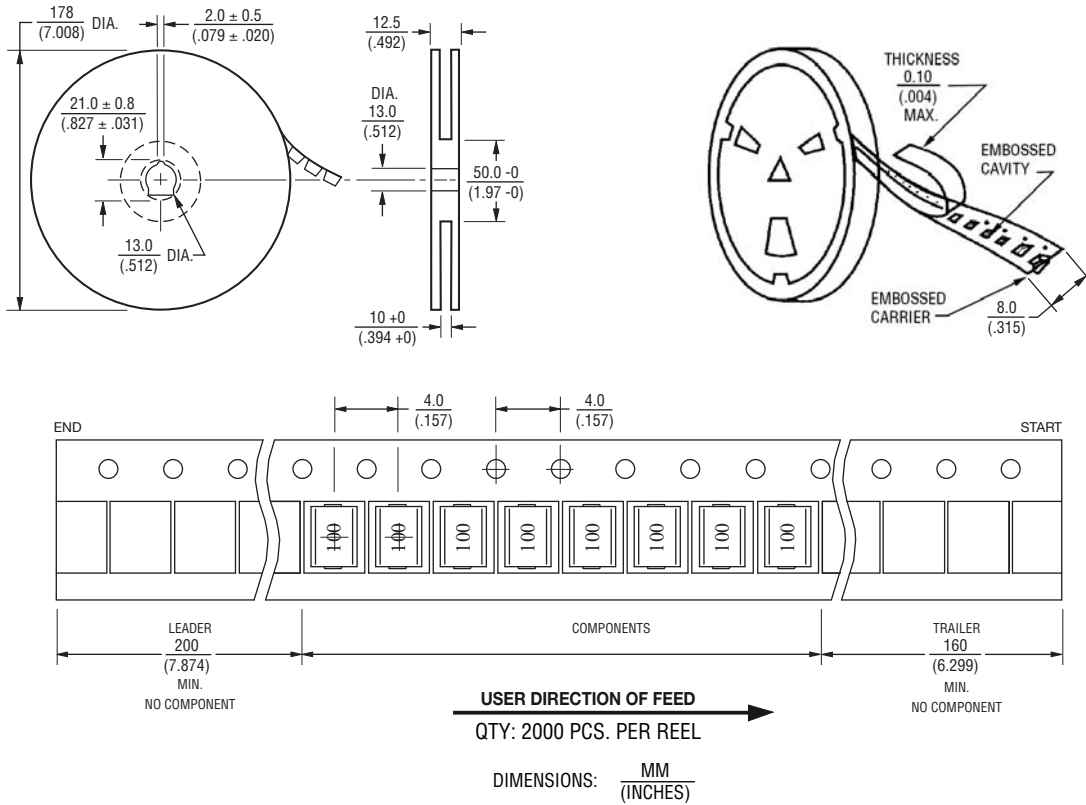 178
(7.008)
DIA.
2.0 ± 0.5
(.079 ± .020)
21.0 ± 0.8
(.827 ± .031)
13.0
(.512)
DIA.
12.5
(.492)
DIA.
13.0
(.512)
50.0 -0
(1.97 -0)
10 +0
(.394 +0)
THICKNESS
0.10
(.004)
MAX.
EMBOSSED
CAVITY
EMBOSSED
CARRIER
8.0
(.315)
4.0
(.157)
4.0
(.157)
END
START
100
100
100
100
100
100
100
100
LEADER
200
(7.874)
MIN.
NO COMPONENT
COMPONENTS
TRAILER
160
(6.299)
MIN.
NO COMPONENT
USER DIRECTION OF FEED
QTY: 2000 PCS. PER REEL
DIMENSIONS:
MM
(INCHES)